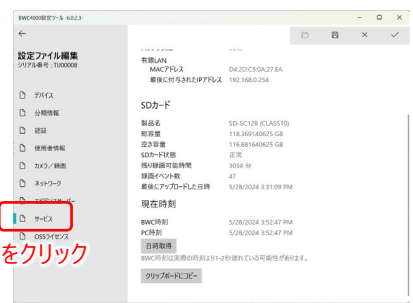 BWC4000設定ツール -6.0.2.3-
設定ファイル編集
シリアル番号 : TU00008
デバイス
分類情報
認証
使用者情報
カメラ／録画
ネットワーク
サービス
OSSライセンス
をクリック
有線LAN
MACアドレス D4:2D:C5:0A:27:EA
最後に付与されたIPアドレス 192.168.0.254
SDカード
製品名 SD-SC128 (CLASS10)
総容量 118.369140625 GB
空き容量 116.681640625 GB
SDカード状態 正常
残り録画可能時間 3034 分
録画イベント数 47
最後にアップロードした日時 5/28/2024 3:31:09 PM
現在時刻
BWC時刻 5/28/2024 3:52:47 PM
PC時刻 5/28/2024 3:52:47 PM
日時取得
BWC時刻は実際の時刻より1-2秒遅れている可能性があります。
クリップボードにコピー